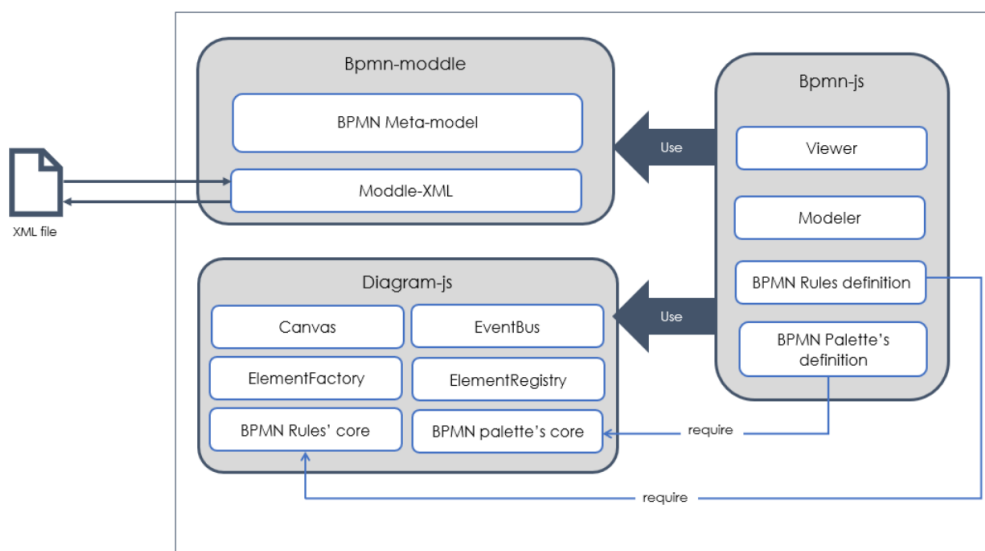 Bpmn-moddle
BPMN Meta-model
Moddle-XML
XML file
Use
Bpmn-js
Viewer
Modeler
BPMN Rules definition
BPMN Palette's
definition
Diagram-js
Canvas
EventBus
ElementFactory
ElementRegistry
BPMN Rules' core
BPMN palette's core
Use
require
require